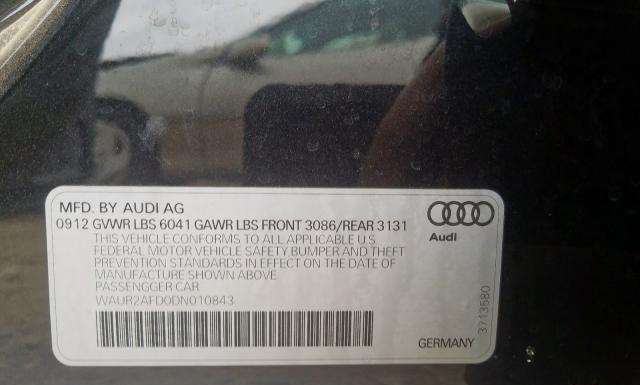 MFD. BY AUDI AG
0912 GVWR LBS 6041 GAWR LBS FRONT 3086/REAR 3131
THIS VEHICLE CONFORMS TO ALL APPLICABLE U.S
FEDERAL MOTOR VEHICLE SAFETY BUMPER AND THEFT
PREVENTION STANDARDS IN EFFECT ON THE DATE OF
MANUFACTURE SHOWN ABOVE
PASSENGGER CAR
WAUR2AFD0DN010843
Audi
3713580
GERMANY